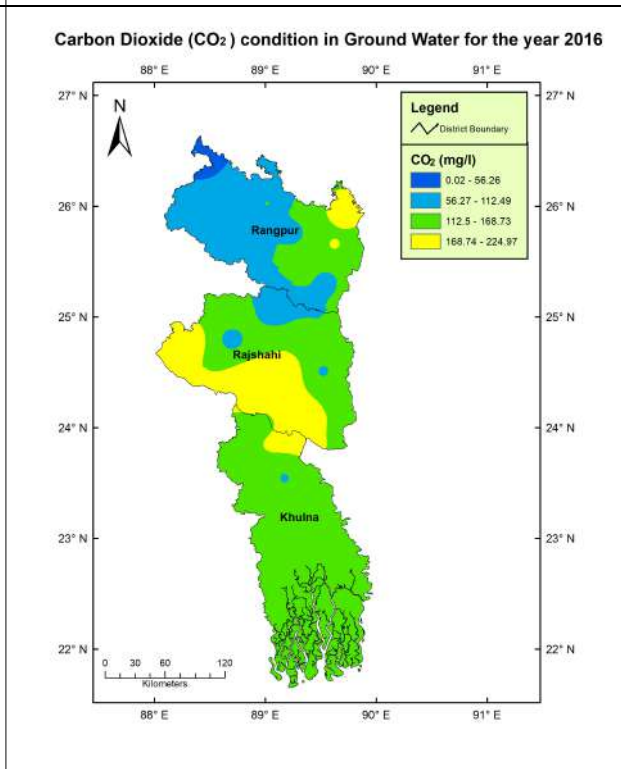 Carbon Dioxide (CO₂ ) condition in Ground Water for the year 2016
88° E 89° E 90° E 91° E
27° N 27° N
N
Legend
District Boundary
CO₂ (mg/l)
0.02 - 56.26
56.27 - 112.49
112.5 - 168.73
168.74 - 224.97
26° N 26° N
Rangpur
25° N 25° N
Rajshahi
24° N 24° N
Khulna
23° N 23° N
22° N 22° N
0 30 60 120
Kilometers
88° E 89° E 90° E 91° E